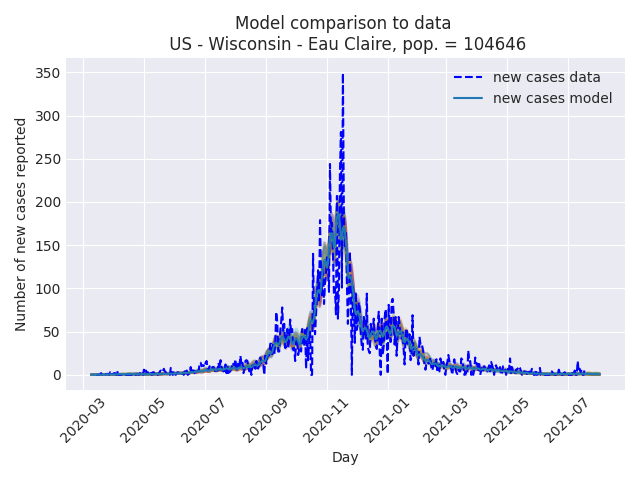 Model comparison to data
US - Wisconsin - Eau Claire, pop. = 104646
new cases data
new cases model
Number of new cases reported
350
300
250
200
150
100
50
0
2020-03
2020-05
2020-07
2020-09
2020-11
2021-01
2021-03
2021-05
2021-07
Day